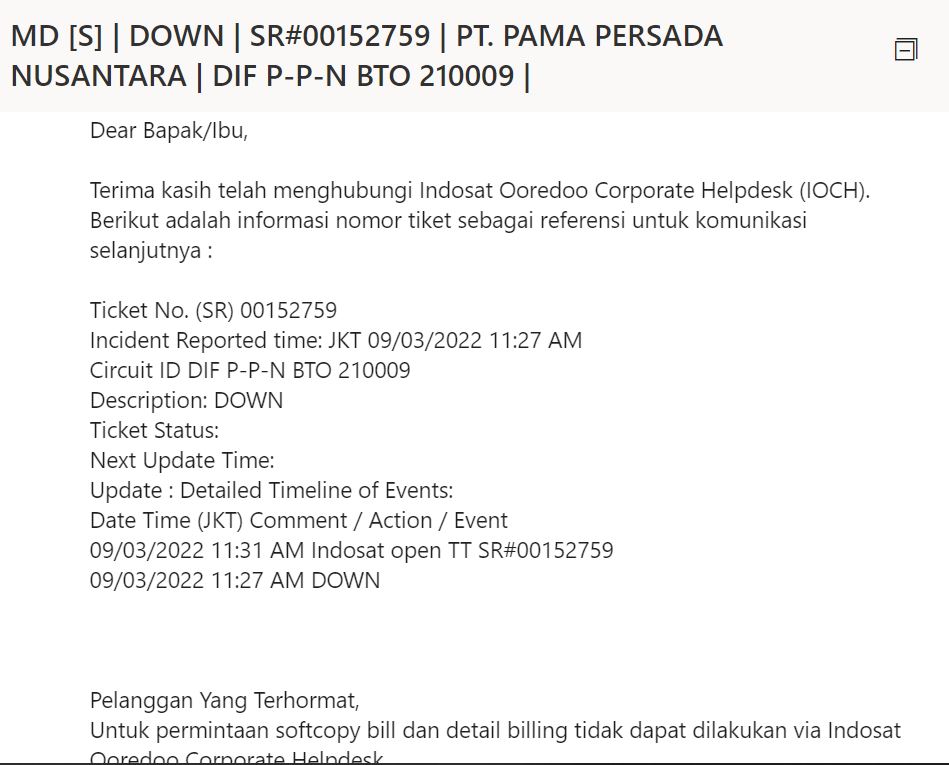 MD [S] | DOWN | SR#00152759 | PT. PAMA PERSADA
NUSANTARA | DIF P-P-N BTO 210009 |
Dear Bapak/Ibu,
Terima kasih telah menghubungi Indosat Ooredoo Corporate Helpdesk (IOCH).
Berikut adalah informasi nomor tiket sebagai referensi untuk komunikasi
selanjutnya :
Ticket No. (SR) 00152759
Incident Reported time: JKT 09/03/2022 11:27 AM
Circuit ID DIF P-P-N BTO 210009
Description: DOWN
Ticket Status:
Next Update Time:
Update : Detailed Timeline of Events:
Date Time (JKT) Comment / Action / Event
09/03/2022 11:31 AM Indosat open TT SR#00152759
09/03/2022 11:27 AM DOWN
Pelanggan Yang Terhormat,
Untuk permintaan softcopy bill dan detail billing tidak dapat dilakukan via Indosat
Ooredoo Corporate Helpdesk